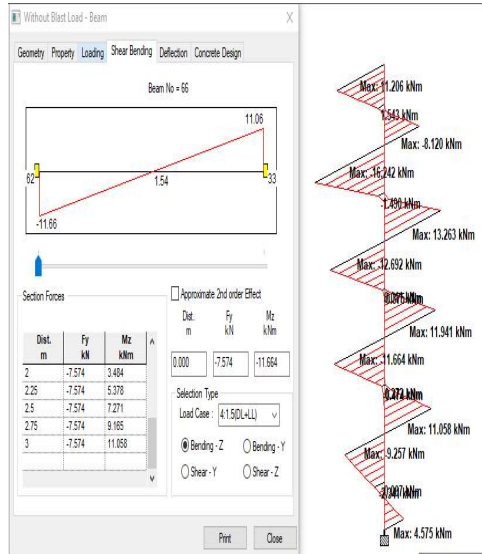 Without Blast Load - Beam
Geometry Property Loading Shear Bending Deflection Concrete Design
Beam No = 66
11.06
62
33
1.54
-11.66
Section Forces
Dist. Fy Mz
m kN kNm
2 -7.574 3.484
2.25 -7.574 5.378
2.5 -7.574 7.271
2.75 -7.574 9.165
3 -7.574 11.058
Approximate 2nd order Effect
Dist. Fy Mz
m kN kNm
0.000 -7.574 -11.664
Selection Type
Load Case : 4:1.5(DL+LL)
Bending - Z Bending - Y
Shear - Y Shear - Z
Print Close
Max: 11.206 kNm
1.543 kNm
Max: -8.120 kNm
Max: -16.242 kNm
-1.490 kNm
Max: 13.263 kNm
Max: -12.692 kNm
Max: 11.941 kNm
Max: -11.664 kNm
Max: 11.058 kNm
Max: -9.257 kNm
Max: 4.575 kNm